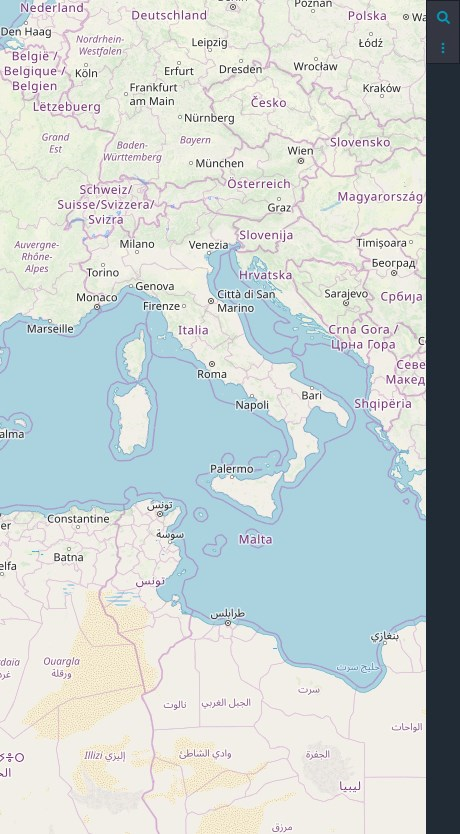 Nederland
Deutschland
Poznań
Polska
Den Haag
Nordrhein-
Westfalen
Leipzig
Łódź
België /
Belgique /
Belgien
Köln
Erfurt
Dresden
Wrocław
Frankfurt
am Main
Kraków
Lëtzebuerg
Česko
Nürnberg
Grand
Est
Baden-
Württemberg
Bayern
Slovensko
München
Wien
Schweiz/
Suisse/Svizzera/
Svizra
Österreich
Magyarország
Graz
Auvergne-
Rhône-
Alpes
Milano
Venezia
Slovenija
Timișoara
Torino
Hrvatska
Београд
Monaco
Genova
Firenze
Città di San
Marino
Sarajevo
Србија
Marseille
Italia
Crna Gora /
Црна Гора
Roma
Napoli
Bari
Shqipëria
alma
Palermo
تونس
Constantine
سوسة
Malta
Batna
elfa
تونس
طرابلس
بنغازي
خليج سرت
Ouargla
ورقلة
سرت
نالوت
الجبل الغربي
الواحات
Illizi إليزي
وادي الشاطئ
الجفرة
ليبيا
مرزق